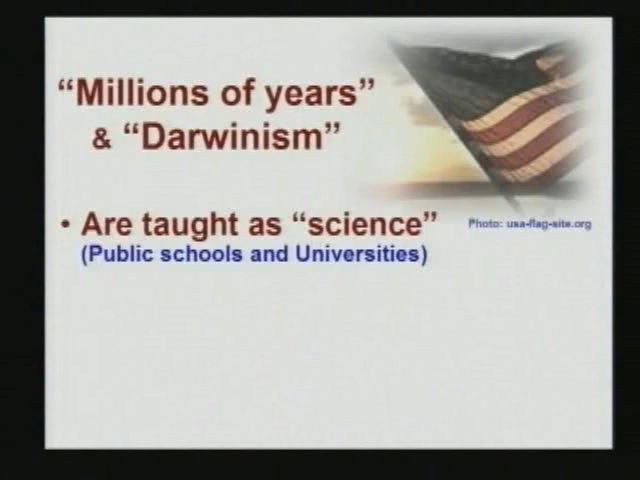 “Millions of years”
& “Darwinism”
• Are taught as “science”
(Public schools and Universities)
Photo: usa-flag-site.org